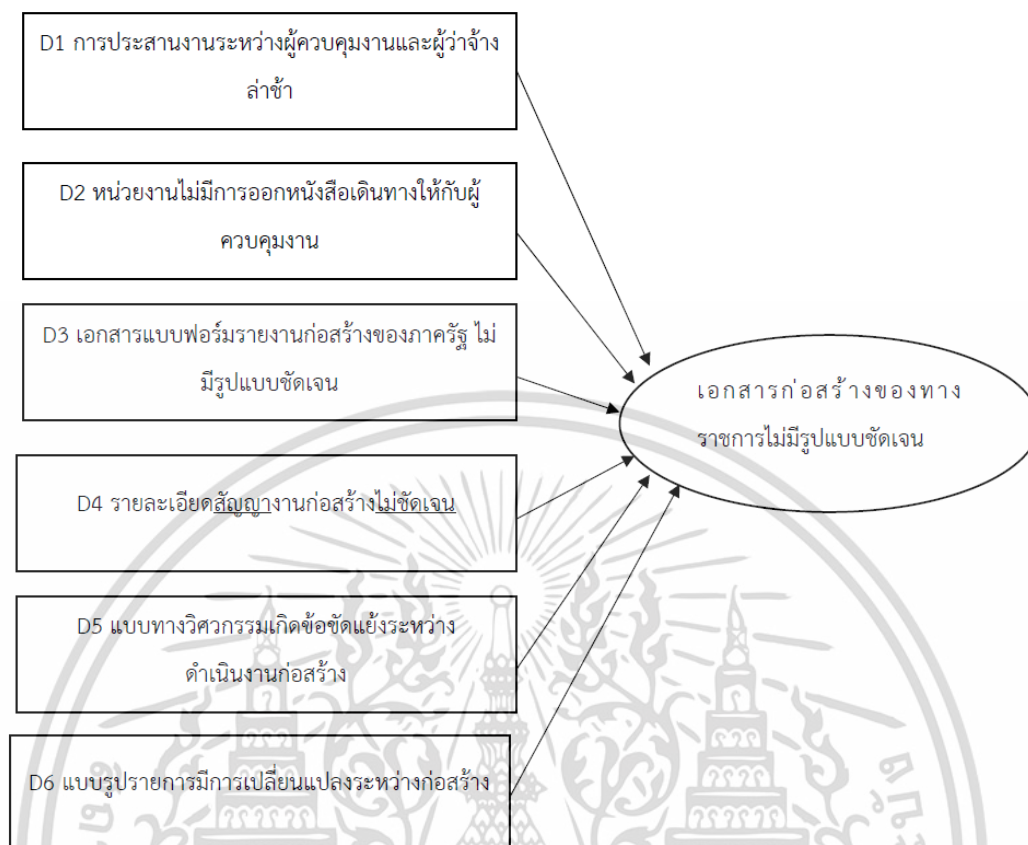 D1 การประสานงานระหว่างผู้ควบคุมงานและผู้ว่าจ้าง
ล่าช้า
D2 หน่วยงานไม่มีการออกหนังสือเดินทางให้กับผู้
ควบคุมงาน
D3 เอกสารแบบฟอร์มรายงานก่อสร้างของภาครัฐ ไม่
มีรูปแบบชัดเจน
เอกสารก่อสร้างของทาง
ราชการไม่มีรูปแบบชัดเจน
D4 รายละเอียดสัญญางานก่อสร้างไม่ชัดเจน
D5 แบบทางวิศวกรรมเกิดข้อขัดแย้งระหว่าง
ดำเนินงานก่อสร้าง
D6 แบบรูปรายการมีการเปลี่ยนแปลงระหว่างก่อสร้าง